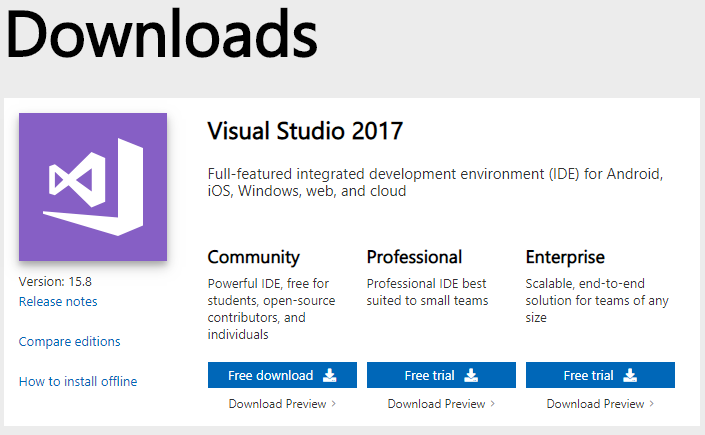 Downloads
Visual Studio 2017
Full-featured integrated development environment (IDE) for Android,
iOS, Windows, web, and cloud
Version: 15.8
Release notes
Compare editions
How to install offline
Community
Powerful IDE, free for
students, open-source
contributors, and
individuals
Free download
Download Preview >
Professional
Professional IDE best
suited to small teams
Free trial
Download Preview >
Enterprise
Scalable, end-to-end
solution for teams of any
size
Free trial
Download Preview >